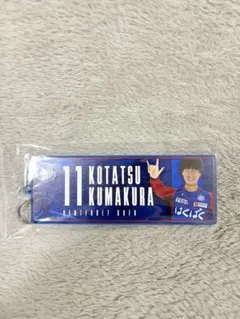 11 KOTATSU
KUMAKURA
VENTFORET KOFU
はくばく